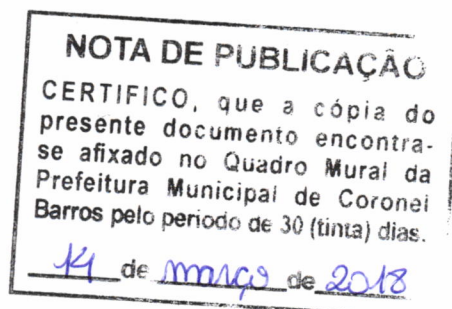 NOTA DE PUBLICAÇÃO
CERTIFICO, que a cópia do
presente documento encontra-
se afixado no Quadro Mural da
Prefeitura Municipal de Coronel
Barros pelo período de 30 (tinta) dias.
14 de março de 2018